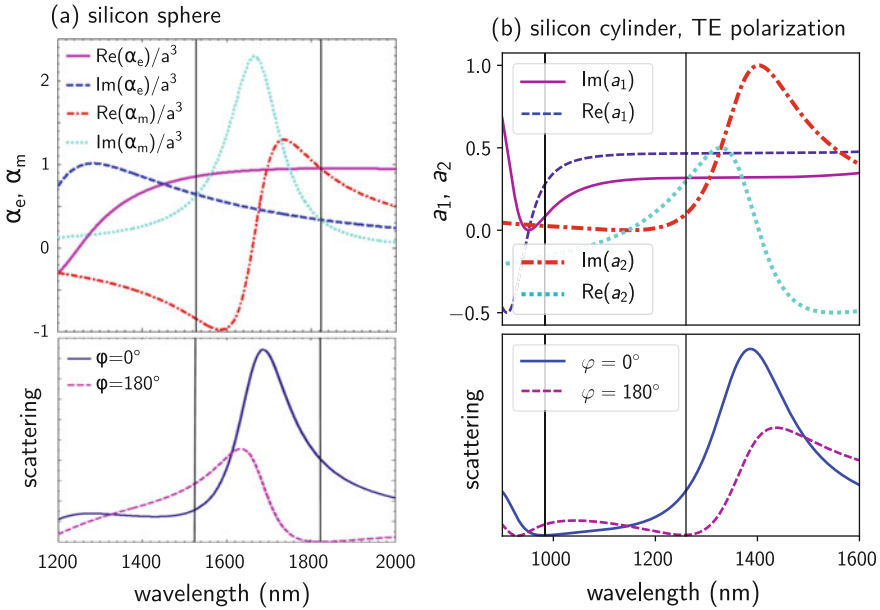 (a) silicon sphere
2
1
0
-1
αe, αm
Re(αe)/a³
Im(αe)/a³
Re(αm)/a³
Im(αm)/a³
φ=0°
φ=180°
scattering
1200 1400 1600 1800 2000
wavelength (nm)
(b) silicon cylinder, TE polarization
1.0
0.5
0.0
−0.5
a₁, a₂
Im(a₁)
Re(a₁)
Im(a₂)
Re(a₂)
φ = 0°
φ = 180°
scattering
1000 1200 1400 1600
wavelength (nm)